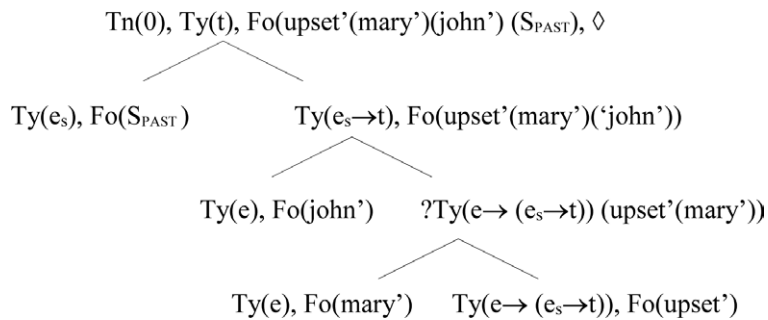 Tn(0), Ty(t), Fo(upset’(mary’)(john’) (SPAST), ◊
Ty(es), Fo(SPAST) Ty(es→t), Fo(upset’(mary’)(‘john’))
Ty(e), Fo(john’) ?Ty(e→ (es→t)) (upset’(mary’))
Ty(e), Fo(mary’) Ty(e→ (es→t)), Fo(upset’)